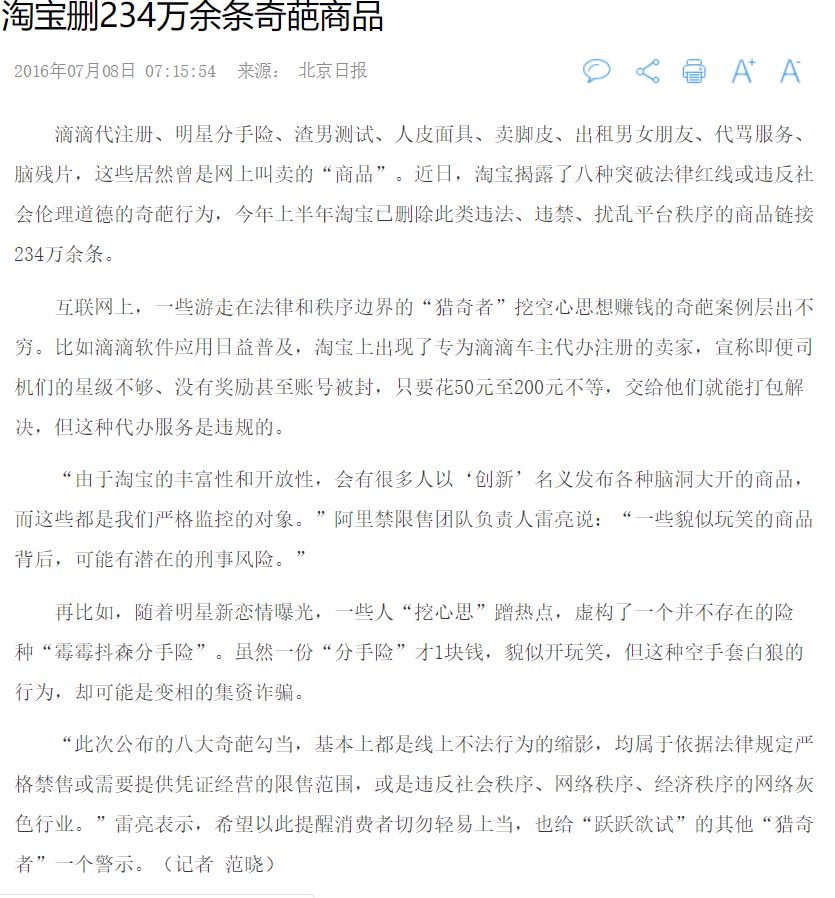 淘宝删234万余条奇葩商品
2016年07月08日 07:15:54 来源： 北京日报
A+ A-
滴滴代注册、明星分手险、渣男测试、人皮面具、卖脚皮、出租男女朋友、代骂服务、
脑残片，这些居然曾是网上叫卖的“商品”。近日，淘宝揭露了八种突破法律红线或违反社
会伦理道德的奇葩行为，今年上半年淘宝已删除此类违法、违禁、扰乱平台秩序的商品链接
234万余条。
互联网上，一些游走在法律和秩序边界的“猎奇者”挖空心思想赚钱的奇葩案例层出不
穷。比如滴滴软件应用日益普及，淘宝上出现了专为滴滴车主代办注册的卖家，宣称即便司
机们的星级不够、没有奖励甚至账号被封，只要花50元至200元不等，交给他们就能打包解
决，但这种代办服务是违规的。
“由于淘宝的丰富性和开放性，会有很多人以‘创新’名义发布各种脑洞大开的商品，
而这些都是我们严格监控的对象。”阿里禁限售团队负责人雷亮说：“一些貌似玩笑的商品
背后，可能有潜在的刑事风险。”
再比如，随着明星新恋情曝光，一些人“挖心思”蹭热点，虚构了一个并不存在的险
种“霉霉抖森分手险”。虽然一份“分手险”才1块钱，貌似开玩笑，但这种空手套白狼的
行为，却可能是变相的集资诈骗。
“此次公布的八大奇葩勾当，基本上都是线上不法行为的缩影，均属于依据法律规定严
格禁售或需要提供凭证经营的限售范围，或是违反社会秩序、网络秩序、经济秩序的网络灰
色行业。”雷亮表示，希望以此提醒消费者切勿轻易上当，也给“跃跃欲试”的其他“猎奇
者”一个警示。（记者 范晓）